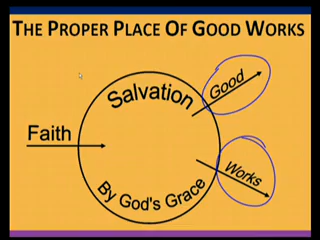 THE PROPER PLACE OF GOOD WORKS
Salvation
Good
Faith
Works
By God's Grace